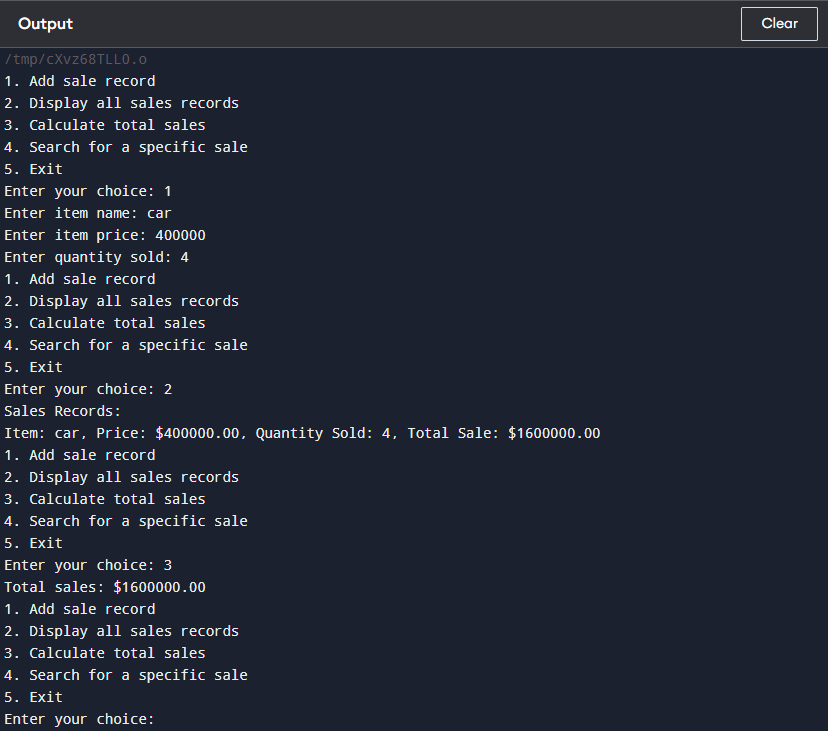 Output
Clear
/tmp/cXvz68TLLO.o
1. Add sale record
2. Display all sales records
3. Calculate total sales
4. Search for a specific sale
5. Exit
Enter your choice: 1
Enter item name: car
Enter item price: 400000
Enter quantity sold: 4
1. Add sale record
2. Display all sales records
3. Calculate total sales
4. Search for a specific sale
5. Exit
Enter your choice: 2
Sales Records:
Item: car, Price: $400000.00, Quantity Sold: 4, Total Sale: $1600000.00
1. Add sale record
2. Display all sales records
3. Calculate total sales
4. Search for a specific sale
5. Exit
Enter your choice: 3
Total sales: $1600000.00
1. Add sale record
2. Display all sales records
3. Calculate total sales
4. Search for a specific sale
5. Exit
Enter your choice: